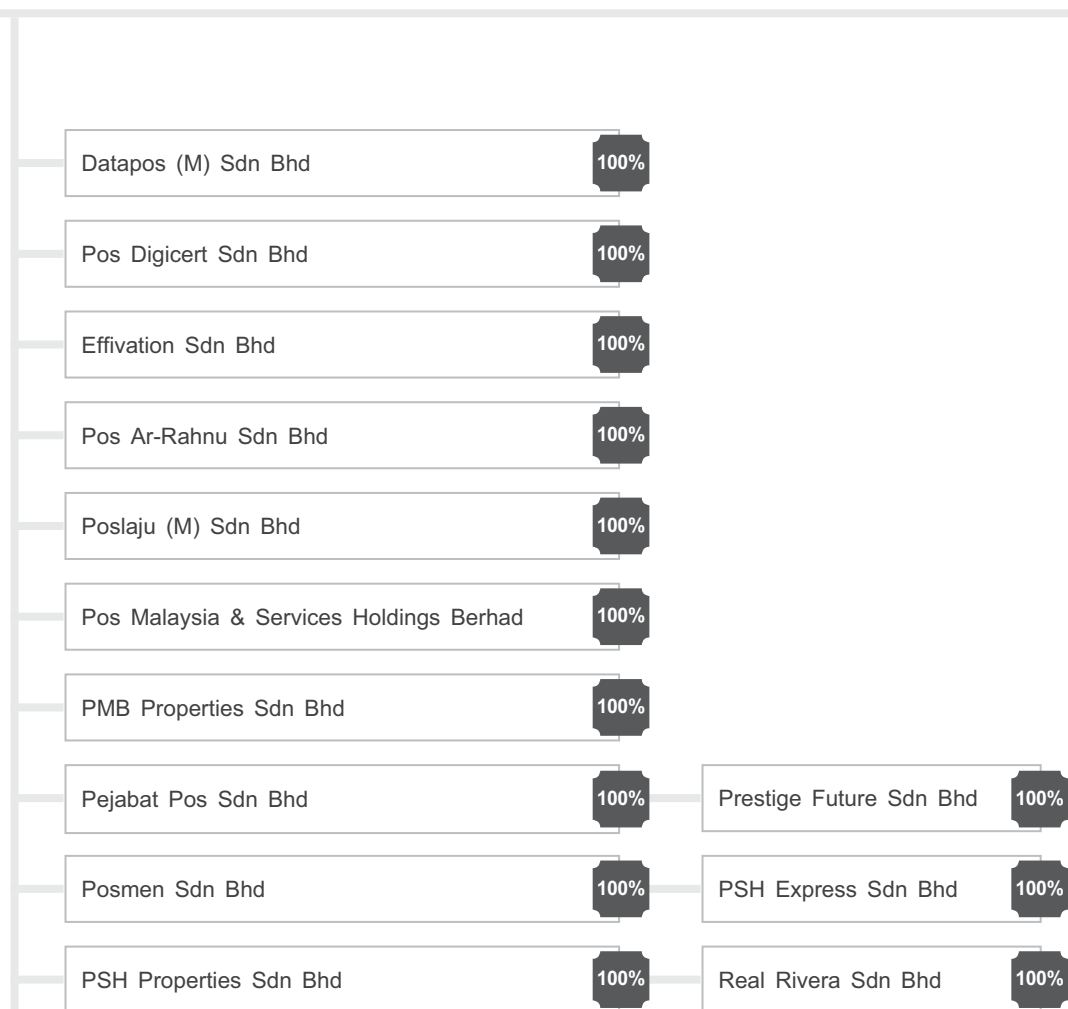 Datapos (M) Sdn Bhd 100%
Pos Digicert Sdn Bhd 100%
Effivation Sdn Bhd 100%
Pos Ar-Rahnu Sdn Bhd 100%
Poslaju (M) Sdn Bhd 100%
Pos Malaysia & Services Holdings Berhad 100%
PMB Properties Sdn Bhd 100%
Pejabat Pos Sdn Bhd 100% Prestige Future Sdn Bhd 100%
Posmen Sdn Bhd 100% PSH Express Sdn Bhd 100%
PSH Properties Sdn Bhd 100% Real Rivera Sdn Bhd 100%